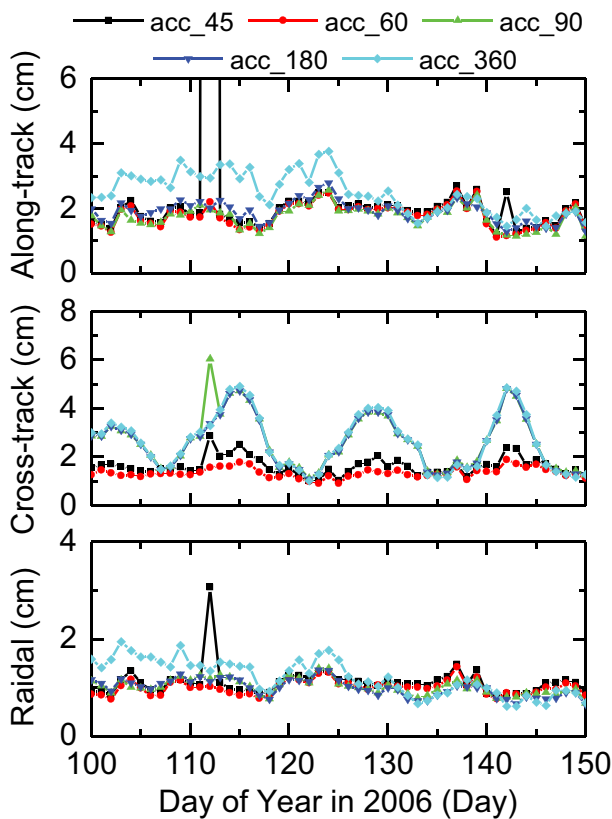 acc_45 acc_60 acc_90
acc_180 acc_360
Along-track (cm)
6
4
2
0
Cross-track (cm)
8
6
4
2
0
Raidal (cm)
4
2
0
100 110 120 130 140 150
Day of Year in 2006 (Day)